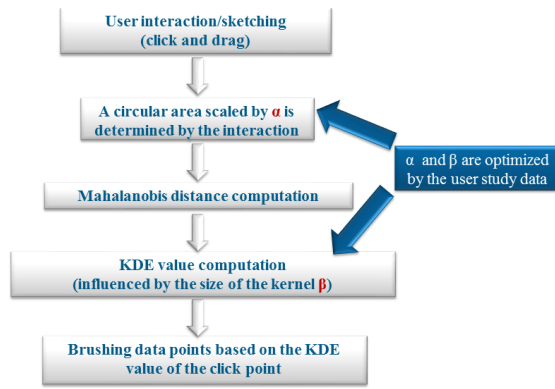 User interaction/sketching
(click and drag)
A circular area scaled by α is
determined by the interaction
α and β are optimized
by the user study data
Mahalanobis distance computation
KDE value computation
(influenced by the size of the kernel β)
Brushing data points based on the KDE
value of the click point